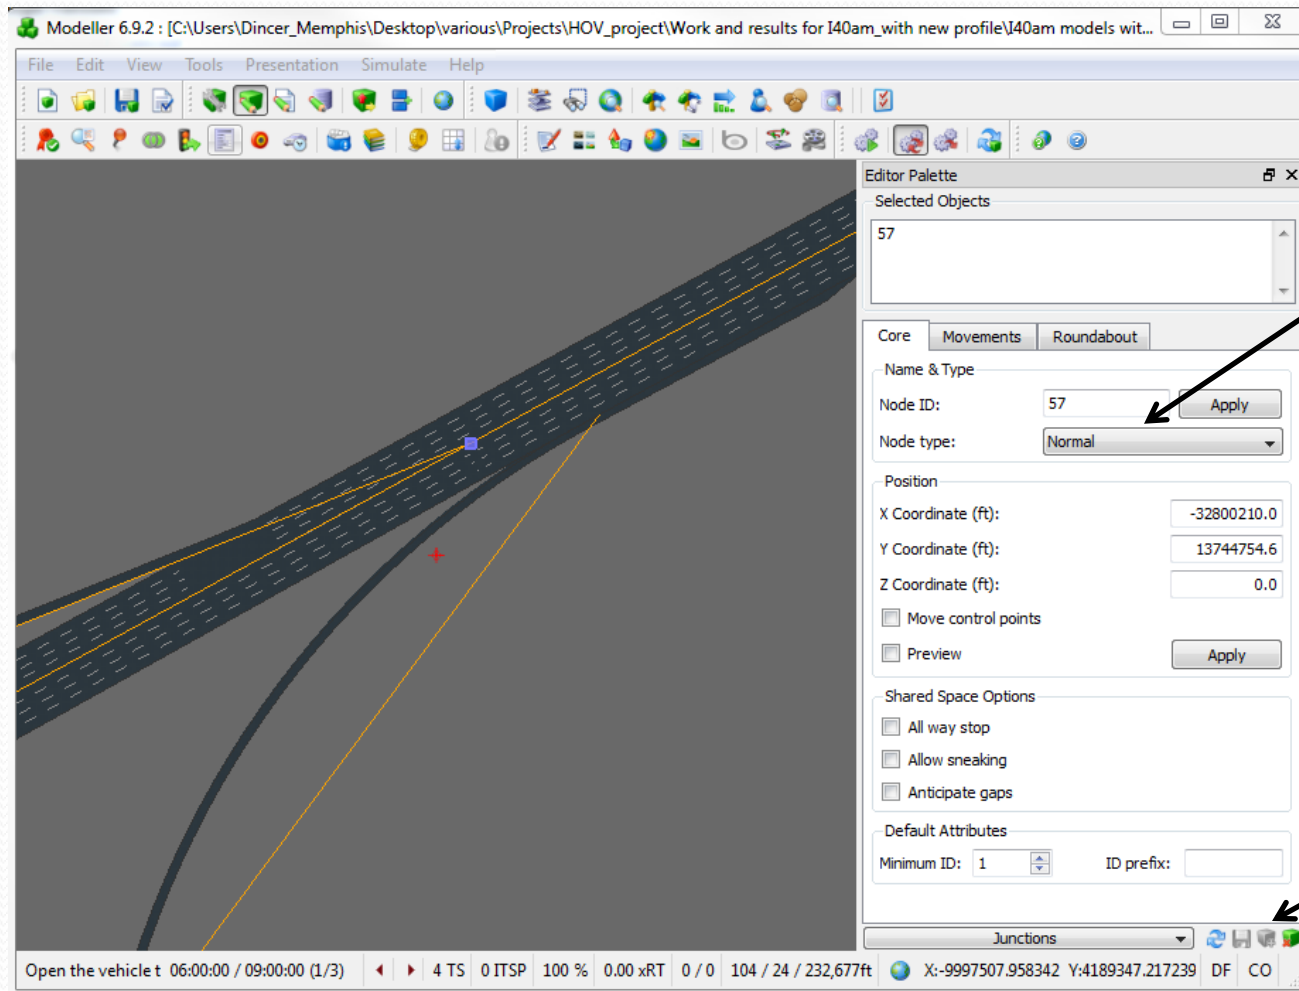 Modeller 6.9.2 : [C:\Users\Dincer_Memphis\Desktop\various\Projects\HOV_project\Work and results for I40am_with new profile\I40am models wit...
File Edit View Tools Presentation Simulate Help
Editor Palette
Selected Objects
57
Core Movements Roundabout
Name & Type
Node ID: 57 Apply
Node type: Normal
Position
X Coordinate (ft): -32800210.0
Y Coordinate (ft): 13744754.6
Z Coordinate (ft): 0.0
Move control points
Preview Apply
Shared Space Options
All way stop
Allow sneaking
Anticipate gaps
Default Attributes
Minimum ID: 1 ID prefix:
Junctions
Open the vehicle t 06:00:00 / 09:00:00 (1/3) 4 TS 0 ITSP 100 % 0.00 xRT 0 / 0 104 / 24 / 232,677ft X:-9997507.958342 Y:4189347.217239 DF CO